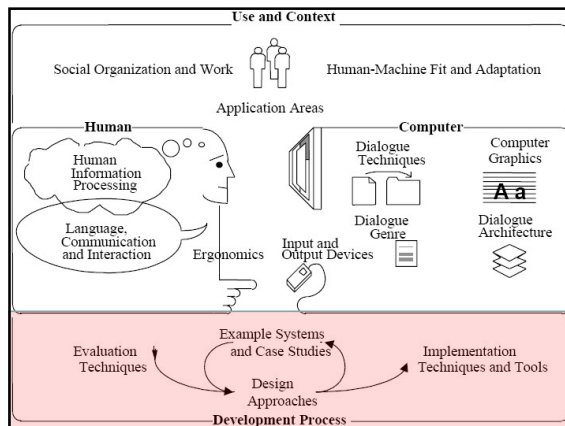 Use and Context
Social Organization and Work
Human-Machine Fit and Adaptation
Application Areas
Human
Human
Information
Processing
Language,
Communication
and Interaction
Ergonomics
Computer
Dialogue
Techniques
Computer
Graphics
A a
Dialogue
Genre
Dialogue
Architecture
Input and
Output Devices
Example Systems
and Case Studies
Evaluation
Techniques
Implementation
Techniques and Tools
Design
Approaches
Development Process